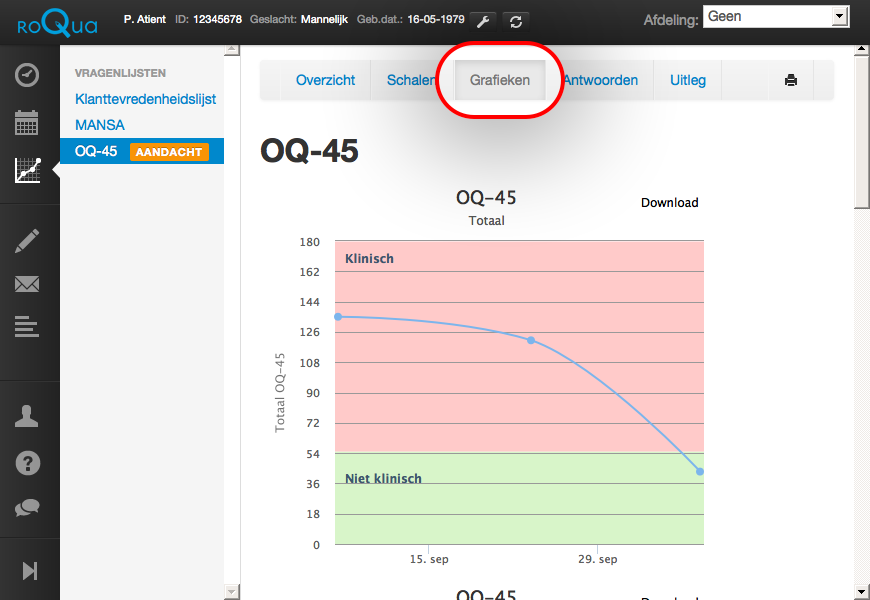 roQua
P. Atient ID: 12345678 Geslacht: Mannelijk Geb.dat.: 16-05-1979
Afdeling: Geen
VRAGENLIJSTEN
Klanttevredenheidslijst
MANSA
OQ-45 AANDACHT
Overzicht Schalen Grafieken Antwoorden Uitleg
OQ-45
OQ-45
Totaal
Download
180
162
144
126
108
90
72
54
36
18
0
Totaal OQ-45
Klinisch
Niet klinisch
15. sep 29. sep
OQ-45
Download